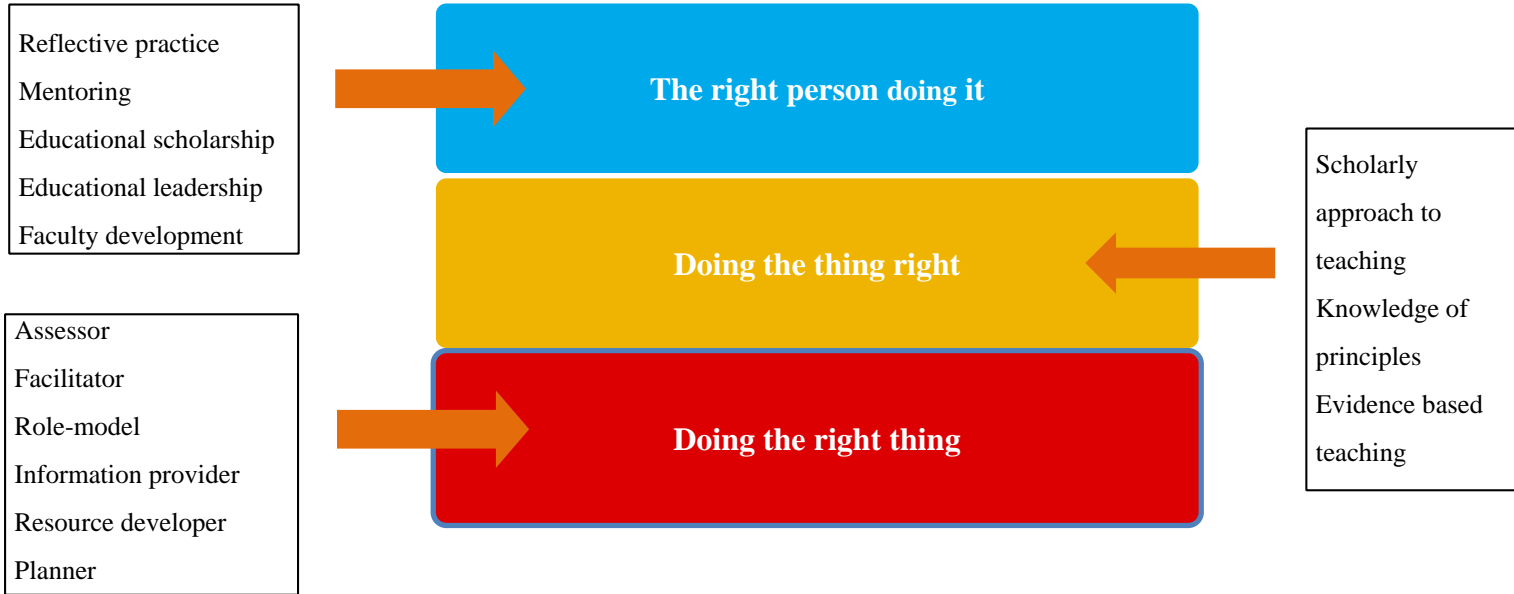 Reflective practice
Mentoring
Educational scholarship
Educational leadership
Faculty development
The right person doing it
Doing the thing right
Scholarly
approach to
teaching
Knowledge of
principles
Evidence based
teaching
Assessor
Facilitator
Role-model
Information provider
Resource developer
Planner
Doing the right thing